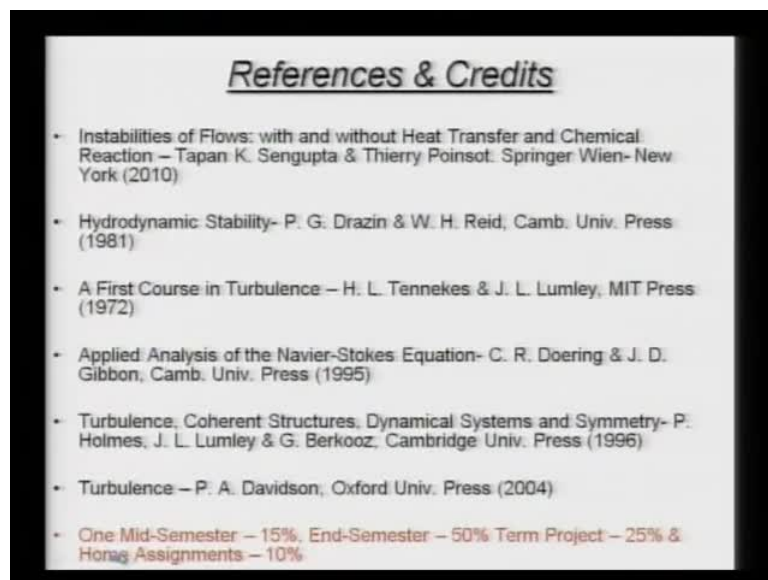 References & Credits
• Instabilities of Flows: with and without Heat Transfer and Chemical
Reaction – Tapan K. Sengupta & Thierry Poinsot. Springer Wien- New
York (2010)
• Hydrodynamic Stability- P. G. Drazin & W. H. Reid, Camb. Univ. Press
(1981)
• A First Course in Turbulence – H. L. Tennekes & J. L. Lumley, MIT Press
(1972)
• Applied Analysis of the Navier-Stokes Equation- C. R. Doering & J. D.
Gibbon, Camb. Univ. Press (1995)
• Turbulence, Coherent Structures, Dynamical Systems and Symmetry- P.
Holmes, J. L. Lumley & G. Berkooz, Cambridge Univ. Press (1996)
• Turbulence – P. A. Davidson, Oxford Univ. Press (2004)
• One Mid-Semester – 15%, End-Semester – 50% Term Project – 25% &
Home Assignments – 10%